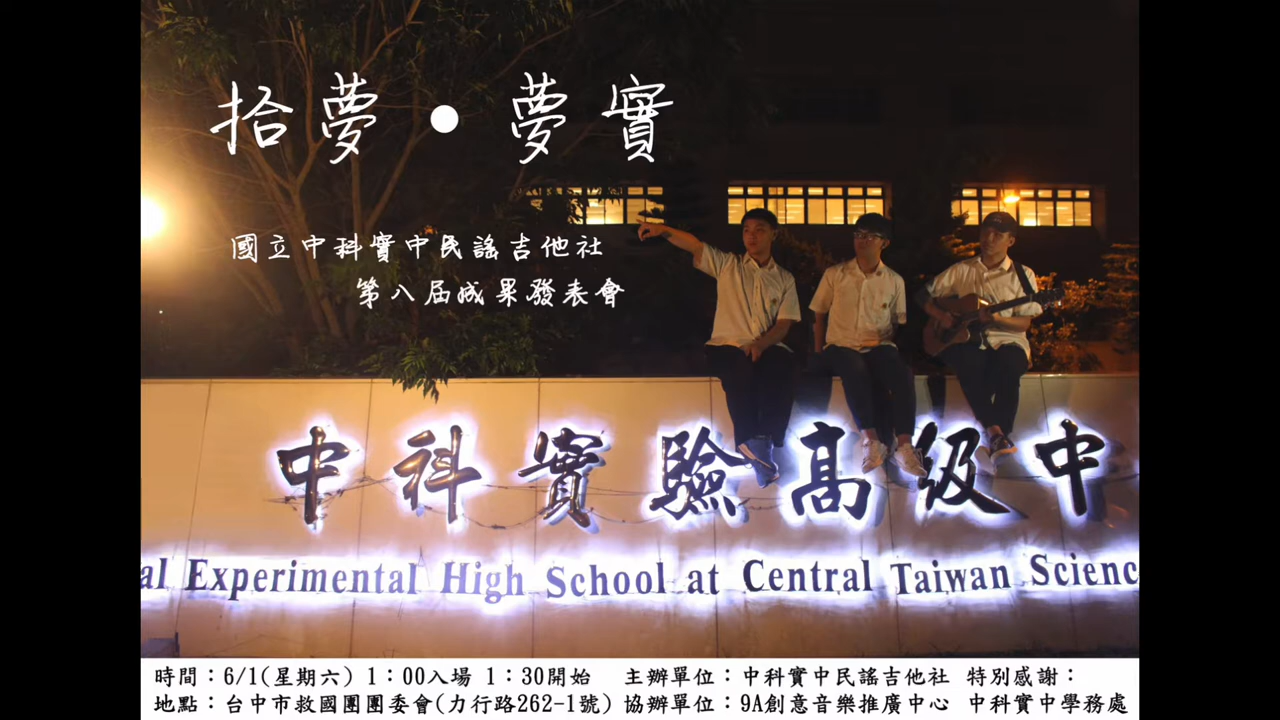 拾夢•夢實
國立中科實中民謠吉他社
第八屆成果發表會
中科實驗高級中
al Experimental High School at Central Taiwan Scienc
時間：6/1(星期六) 1：00入場 1：30開始 主辦單位：中科實中民謠吉他社 特別感謝：
地點：台中市救國團團委會(力行路262-1號) 協辦單位：9A創意音樂推廣中心 中科實中學務處